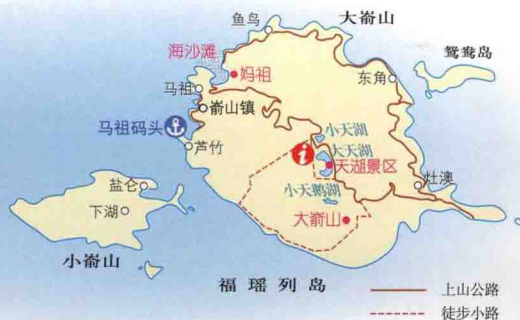 鱼鸟
大嵛山
海沙滩
鸳鸯岛
妈祖
东角
马祖
嵛山镇
马祖码头
小天湖
芦竹
大天湖
天湖景区
灶澳
盐仑
小天鹅湖
下湖
大嵛山
小嵛山
福瑶列岛
上山公路
徒步小路